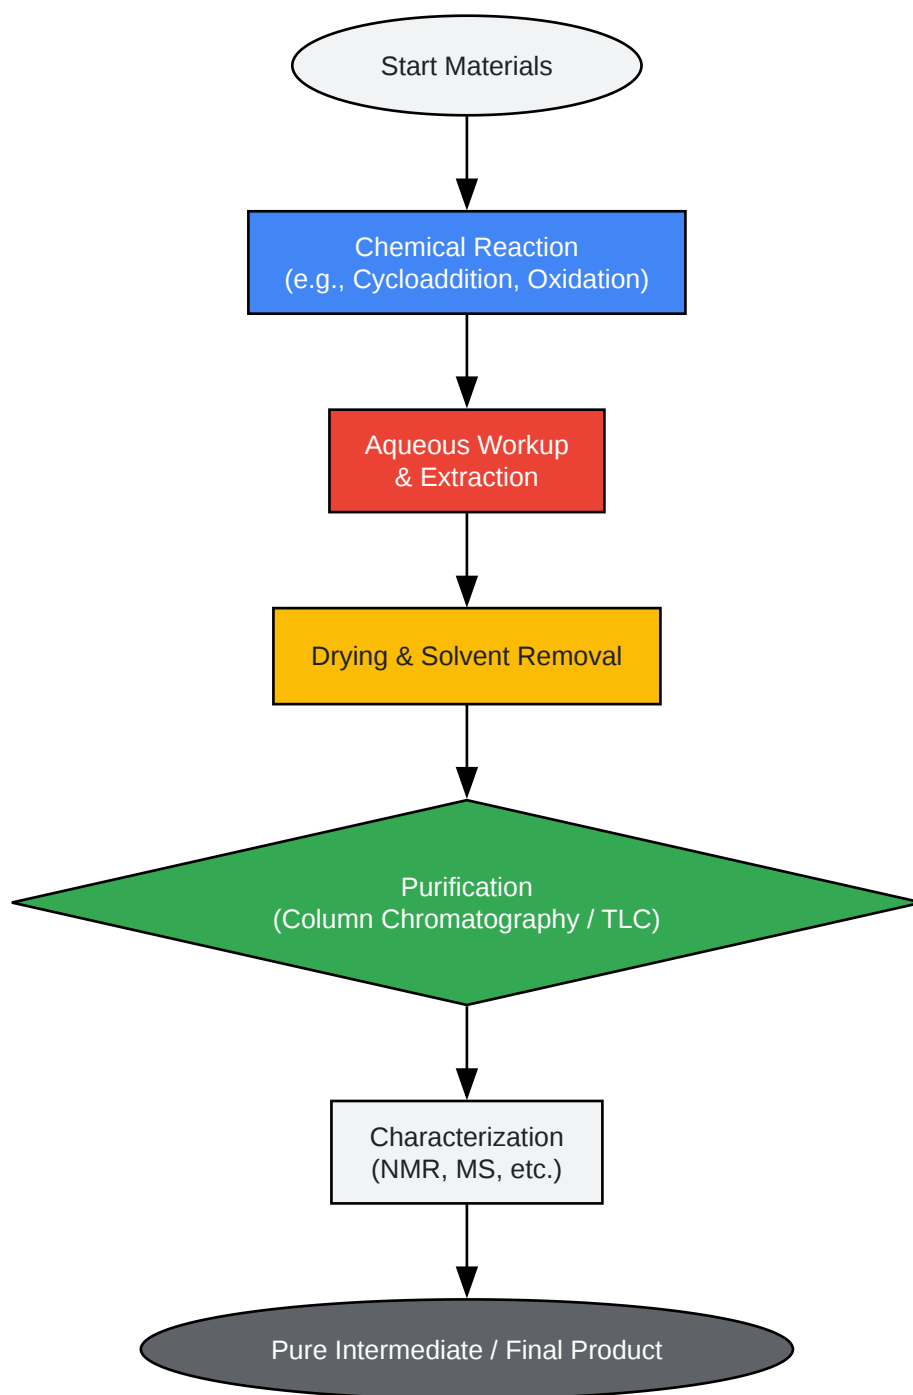 Start Materials
Chemical Reaction
(e.g., Cycloaddition, Oxidation)
Aqueous Workup
& Extraction
Drying & Solvent Removal
Purification
(Column Chromatography / TLC)
Characterization
(NMR, MS, etc.)
Pure Intermediate / Final Product